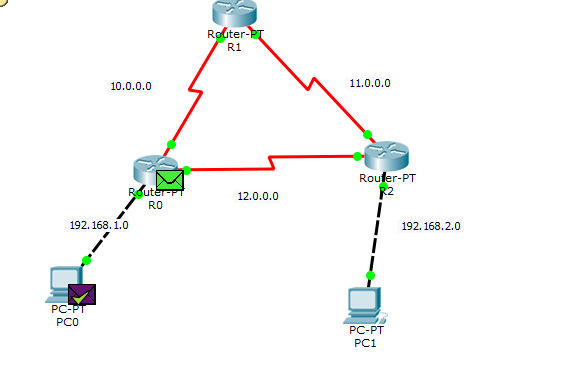 Router-PT
R1
10.0.0.0
11.0.0.0
Router-PT
R0
Router-PT
R2
12.0.0.0
192.168.1.0
192.168.2.0
PC-PT
PC0
PC-PT
PC1